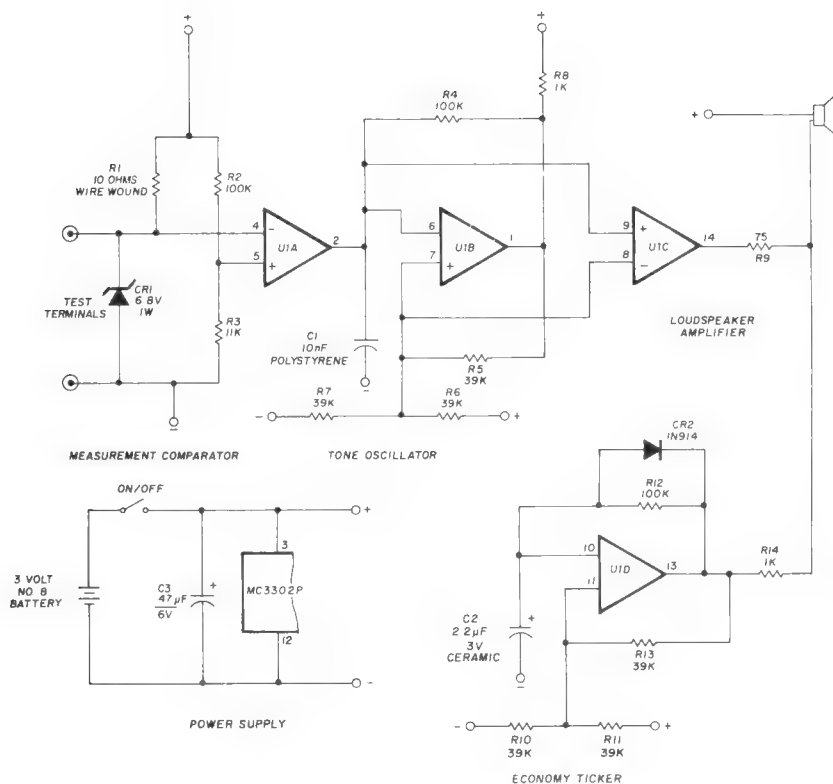 +
+
R8
1K
R4
100K
+
R1
10 OHMS
WIRE WOUND
R2
100K
4
-
U1A
2
5
+
6
U1B
1
7
+
9
+
U1C
14
8
-
75
R9
TEST
TERMINALS
CR1
6.8V
1W
R3
11K
C1
10nF
POLYSTYRENE
-
LOUDSPEAKER
AMPLIFIER
R5
39K
R7
39K
R6
39K
-
+
-
MEASUREMENT COMPARATOR
TONE OSCILLATOR
CR2
1N914
R12
100K
ON/OFF
+
3
3 VOLT
NO 8
BATTERY
C3
47µF
6V
+
MC3302P
12
-
POWER SUPPLY
10
U1D
13
11
R14
1K
C2
2.2µF
3V
CERAMIC
+
-
R13
39K
-
+
R10
39K
R11
39K
ECONOMY TICKER